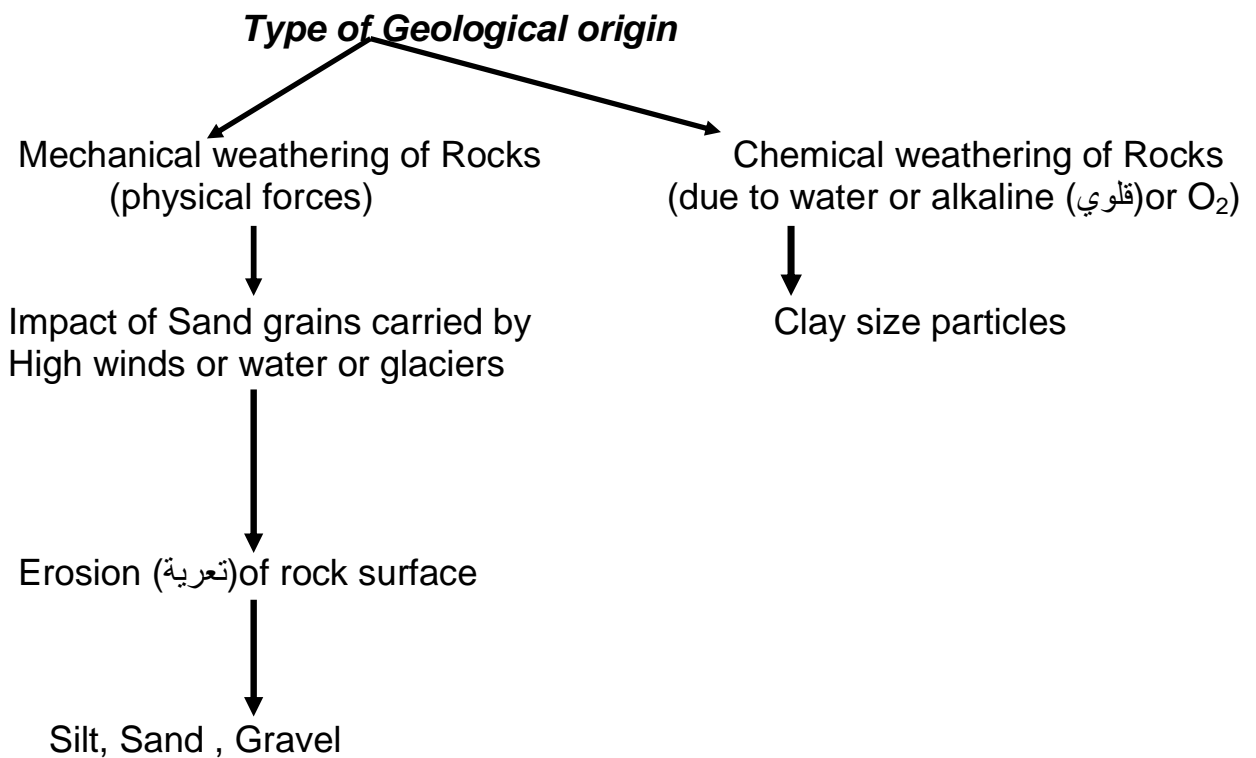 Type of Geological origin
Mechanical weathering of Rocks
(physical forces)
Chemical weathering of Rocks
(due to water or alkaline (قلوي)or O₂)
Impact of Sand grains carried by
High winds or water or glaciers
Clay size particles
Erosion (تعرية)of rock surface
Silt, Sand , Gravel